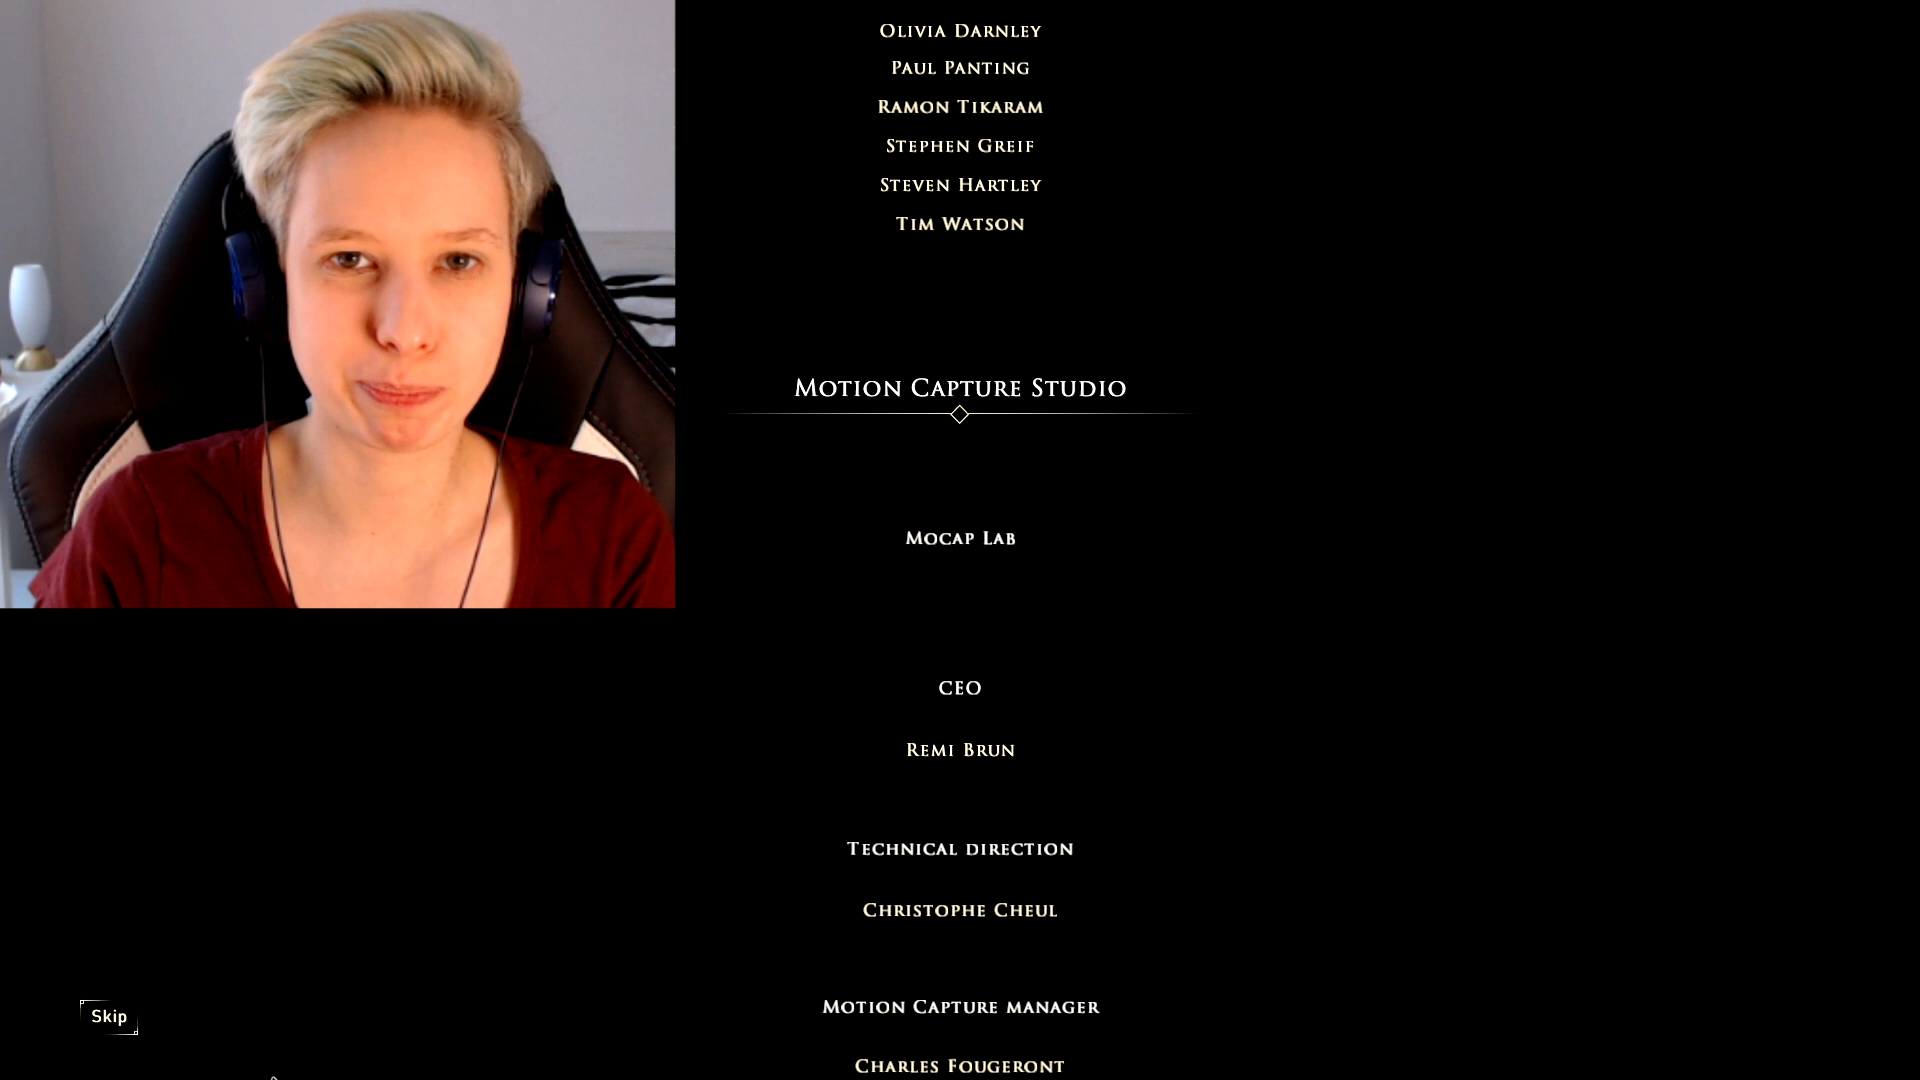 Olivia Darnley
Paul Panting
Ramon Tikaram
Stephen Greif
Steven Hartley
Tim Watson
Motion Capture Studio
Mocap Lab
CEO
Remi Brun
Technical direction
Christophe Cheul
Motion Capture manager
Charles Fougeront
Skip